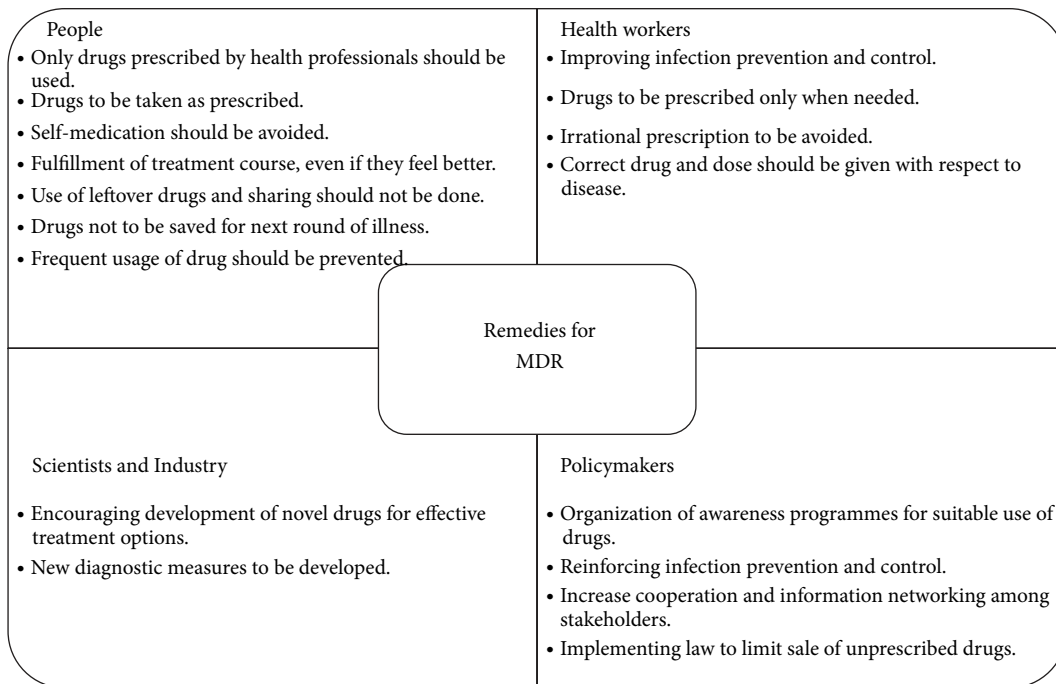 People
• Only drugs prescribed by health professionals should be
used.
• Drugs to be taken as prescribed.
• Self-medication should be avoided.
• Fulfillment of treatment course, even if they feel better.
• Use of leftover drugs and sharing should not be done.
• Drugs not to be saved for next round of illness.
• Frequent usage of drug should be prevented.
Health workers
• Improving infection prevention and control.
• Drugs to be prescribed only when needed.
• Irrational prescription to be avoided.
• Correct drug and dose should be given with respect to
disease.
Remedies for
MDR
Scientists and Industry
• Encouraging development of novel drugs for effective
treatment options.
• New diagnostic measures to be developed.
Policymakers
• Organization of awareness programmes for suitable use of
drugs.
• Reinforcing infection prevention and control.
• Increase cooperation and information networking among
stakeholders.
• Implementing law to limit sale of unprescribed drugs.